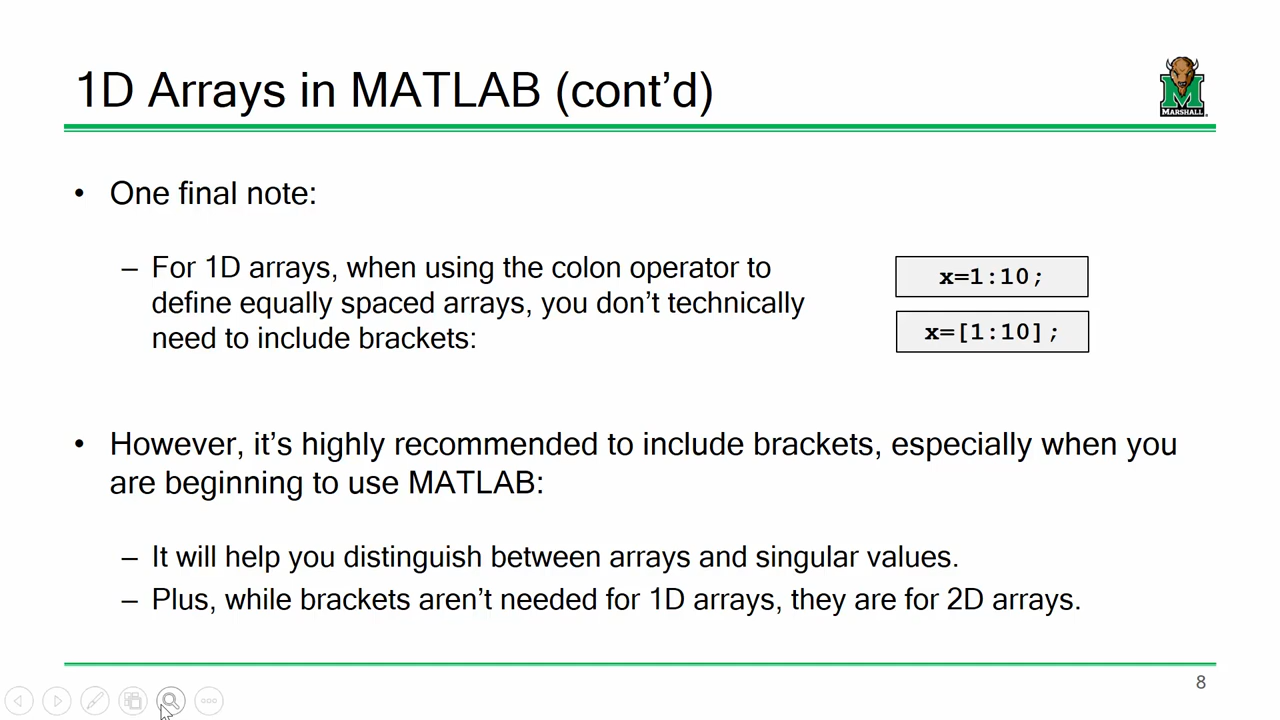 1D Arrays in MATLAB (cont’d)
MARSHALL
• One final note:
– For 1D arrays, when using the colon operator to
define equally spaced arrays, you don’t technically
need to include brackets:
x=1:10;
x=[1:10];
• However, it’s highly recommended to include brackets, especially when you
are beginning to use MATLAB:
– It will help you distinguish between arrays and singular values.
– Plus, while brackets aren’t needed for 1D arrays, they are for 2D arrays.
8